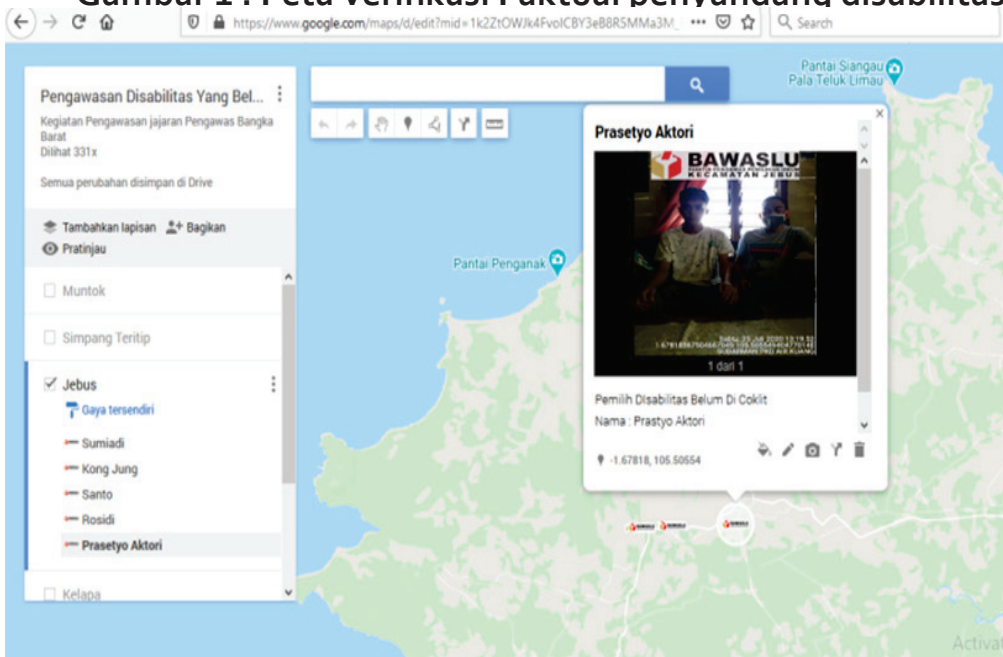 Gambar 1 : Peta Verifikasi Faktual penyandang disabilitas
https://www.google.com/maps/d/edit?mid=1k2ZtOWJk4FvoICBY3eB8R5MMa3M_
Search
Pengawasan Disabilitas Yang Bel...
Kegiatan Pengawasan jajaran Pengawas Bangka
Barat
Dilihat 331x
Semua perubahan disimpan di Drive
Tambahkan lapisan
Bagikan
Pratinjau
Muntok
Simpang Teritip
Jebus
Gaya tersendiri
Sumiadi
Kong Jung
Santo
Rosidi
Prasetyo Aktori
Kelapa
Pantai Siangau
Pala Teluk Limau
Pantai Penganak
Prasetyo Aktori
BAWASLU
KECAMATAN JEBUS
1 dari 1
Pemilih DIsabilitas Belum Di Coklit
Nama : Prastyo Aktori
-1.67818, 105.50554
BAWASLU
Activat